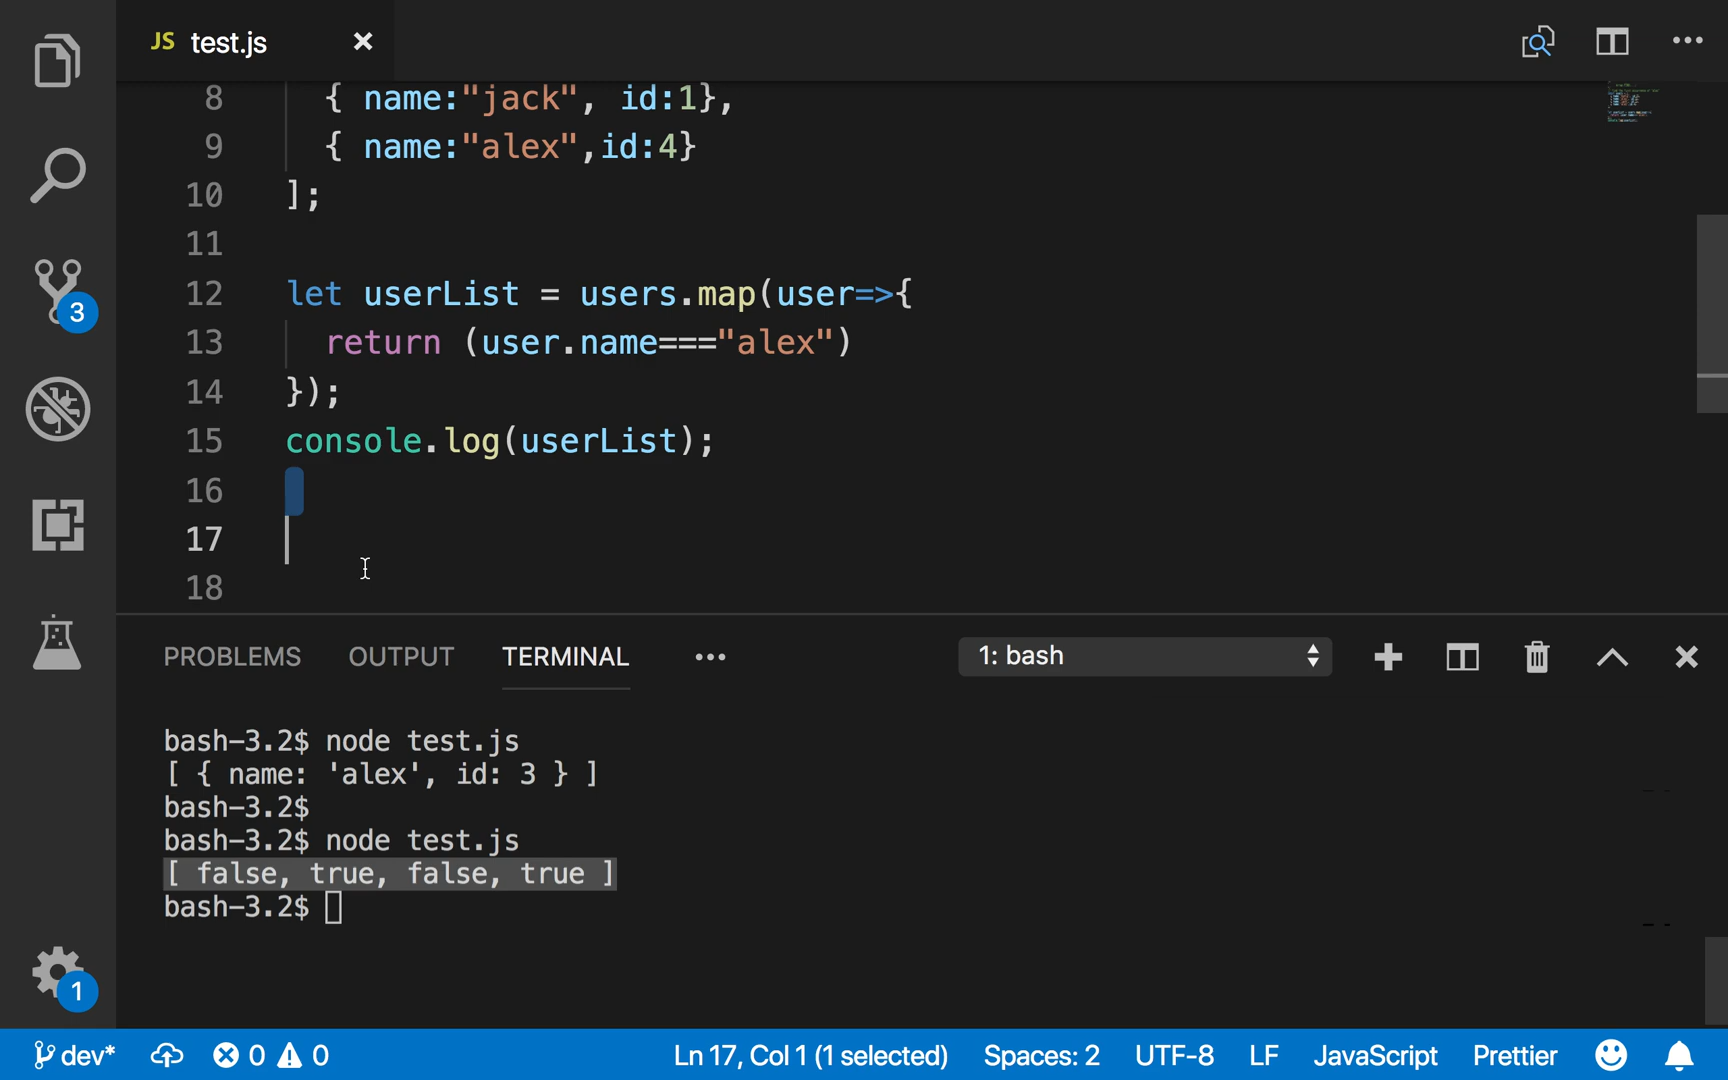 JS test.js
8 { name:"jack", id:1},
9 { name:"alex",id:4}
10 ];
11
12 let userList = users.map(user=>{
13 return (user.name==="alex")
14 });
15 console.log(userList);
16
17
18
3
1
PROBLEMS OUTPUT TERMINAL 1: bash
bash-3.2$ node test.js
[ { name: 'alex', id: 3 } ]
bash-3.2$
bash-3.2$ node test.js
[ false, true, false, true ]
bash-3.2$
dev* 0 0 Ln 17, Col 1 (1 selected) Spaces: 2 UTF-8 LF JavaScript Prettier